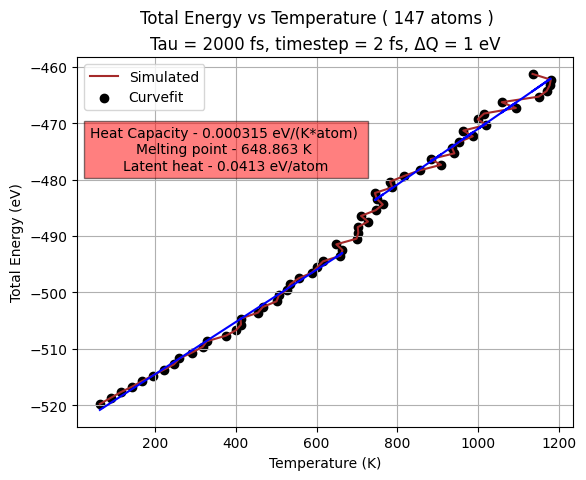 Total Energy vs Temperature ( 147 atoms )
Tau = 2000 fs, timestep = 2 fs, ΔQ = 1 eV
Simulated
Curvefit
Heat Capacity - 0.000315 eV/(K*atom)
Melting point - 648.863 K
Latent heat - 0.0413 eV/atom
Total Energy (eV)
−460
−470
−480
−490
−500
−510
−520
200 400 600 800 1000 1200
Temperature (K)